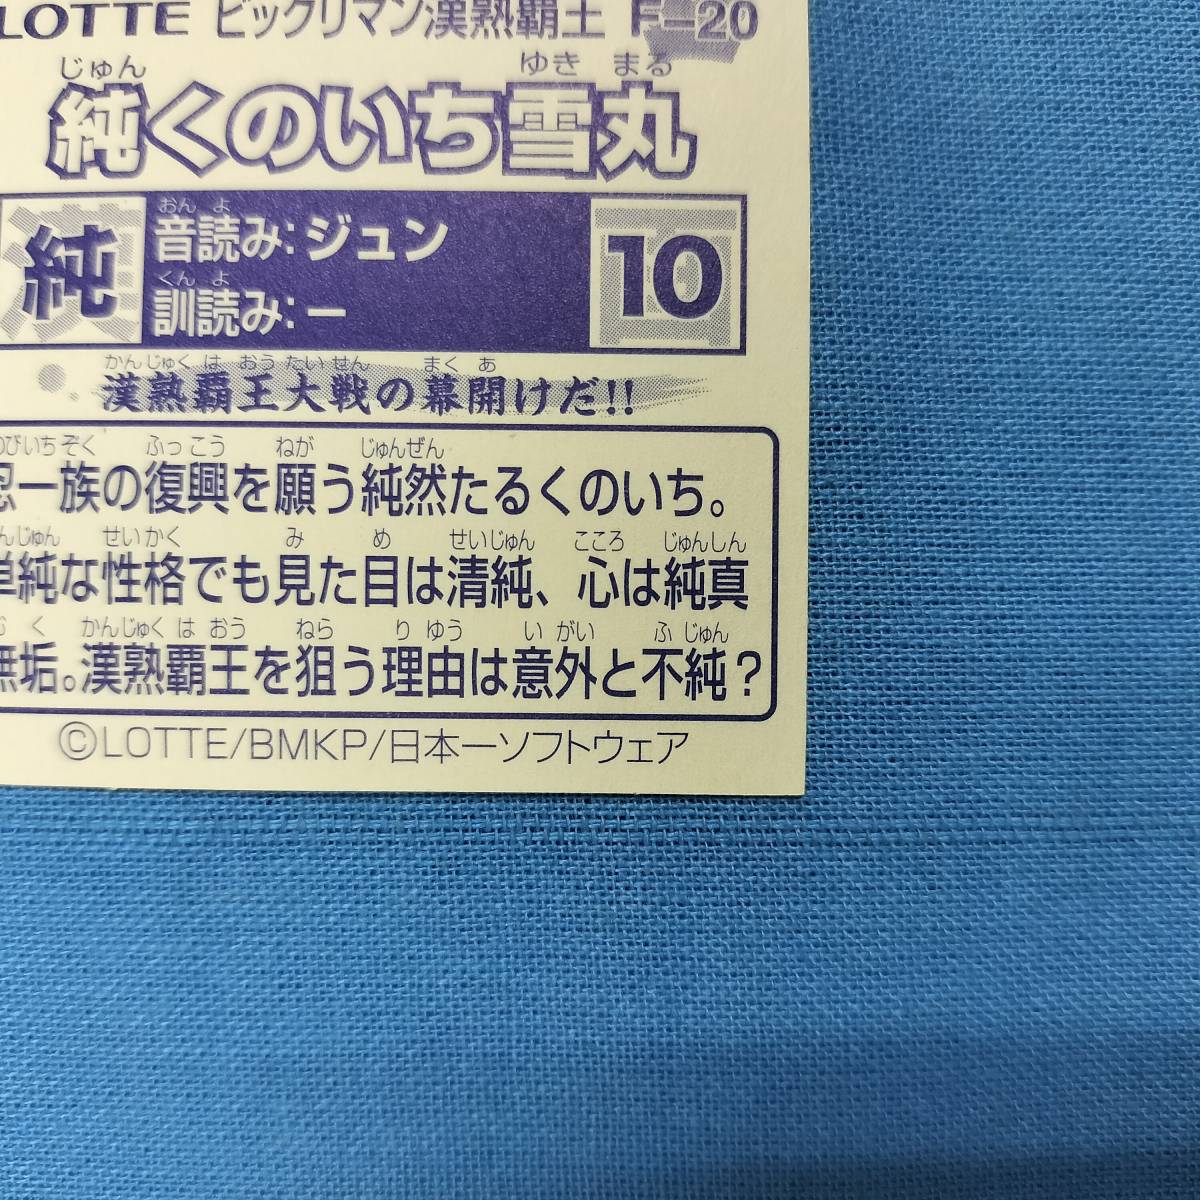 LOTTE ビックリマン漢熟覇王 F-20
じゅん ゆき まる
純くのいち雪丸
純
おん よ
音読み:ジュン
くん よ
訓読み:ー
10
かんじゅく は おう たい せん まく あ
漢熟覇王大戦の幕開けだ!!
びいちぞく ふっこう ねが じゅんぜん
忍一族の復興を願う純然たるくのいち。
んじゅん せいかく み め せいじゅん こころ じゅんしん
単純な性格でも見た目は清純、心は純真
く かんじゅく は おう ねら り ゆう い がい ふ じゅん
無垢。漢熟覇王を狙う理由は意外と不純?
©LOTTE/BMKP/日本一ソフトウェア